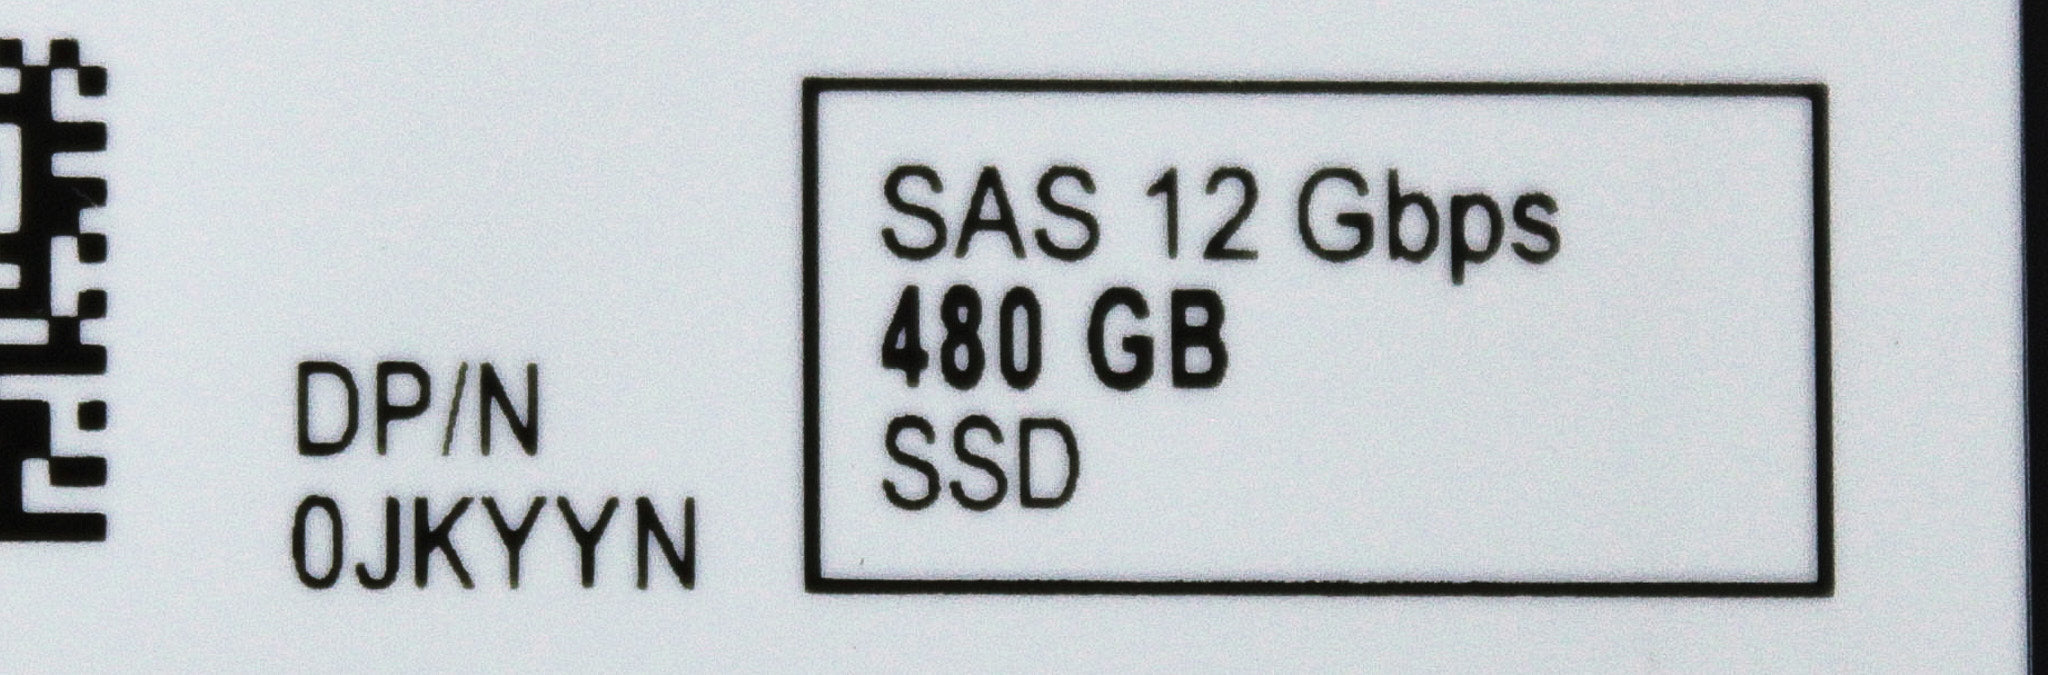 DP/N
0JKYYN
SAS 12 Gbps
480 GB
SSD